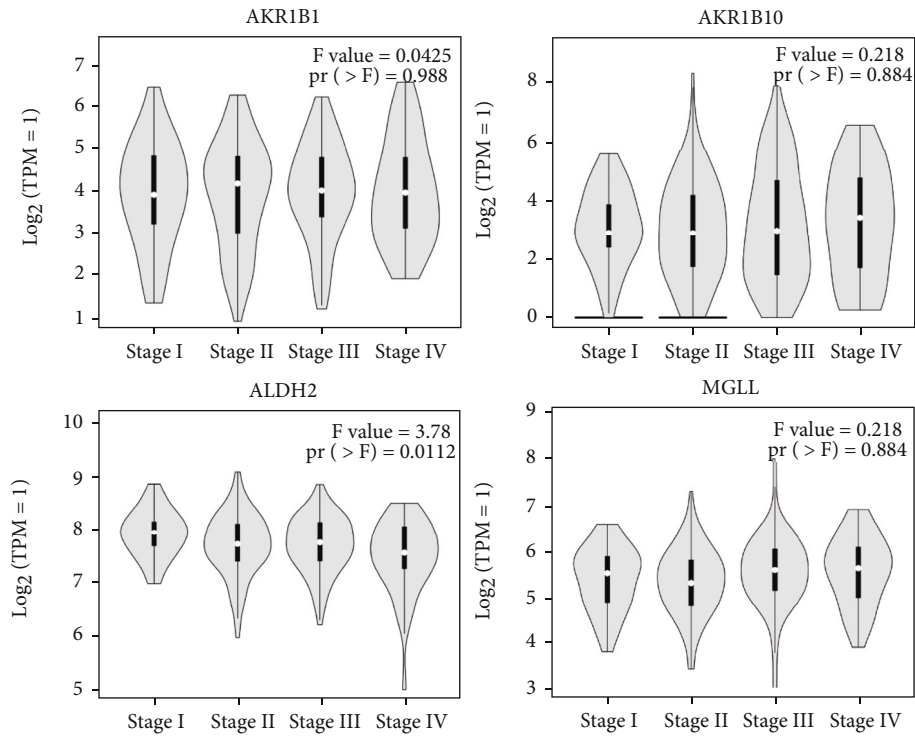 AKR1B1
F value = 0.0425
pr ( > F) = 0.988
Log2 (TPM = 1)
7
6
5
4
3
2
1
Stage I Stage II Stage III Stage IV
AKR1B10
F value = 0.218
pr ( > F) = 0.884
Log2 (TPM = 1)
8
6
4
2
0
Stage I Stage II Stage III Stage IV
ALDH2
F value = 3.78
pr ( > F) = 0.0112
Log2 (TPM = 1)
10
9
8
7
6
5
Stage I Stage II Stage III Stage IV
MGLL
F value = 0.218
pr ( > F) = 0.884
Log2 (TPM = 1)
9
8
7
6
5
4
3
Stage I Stage II Stage III Stage IV